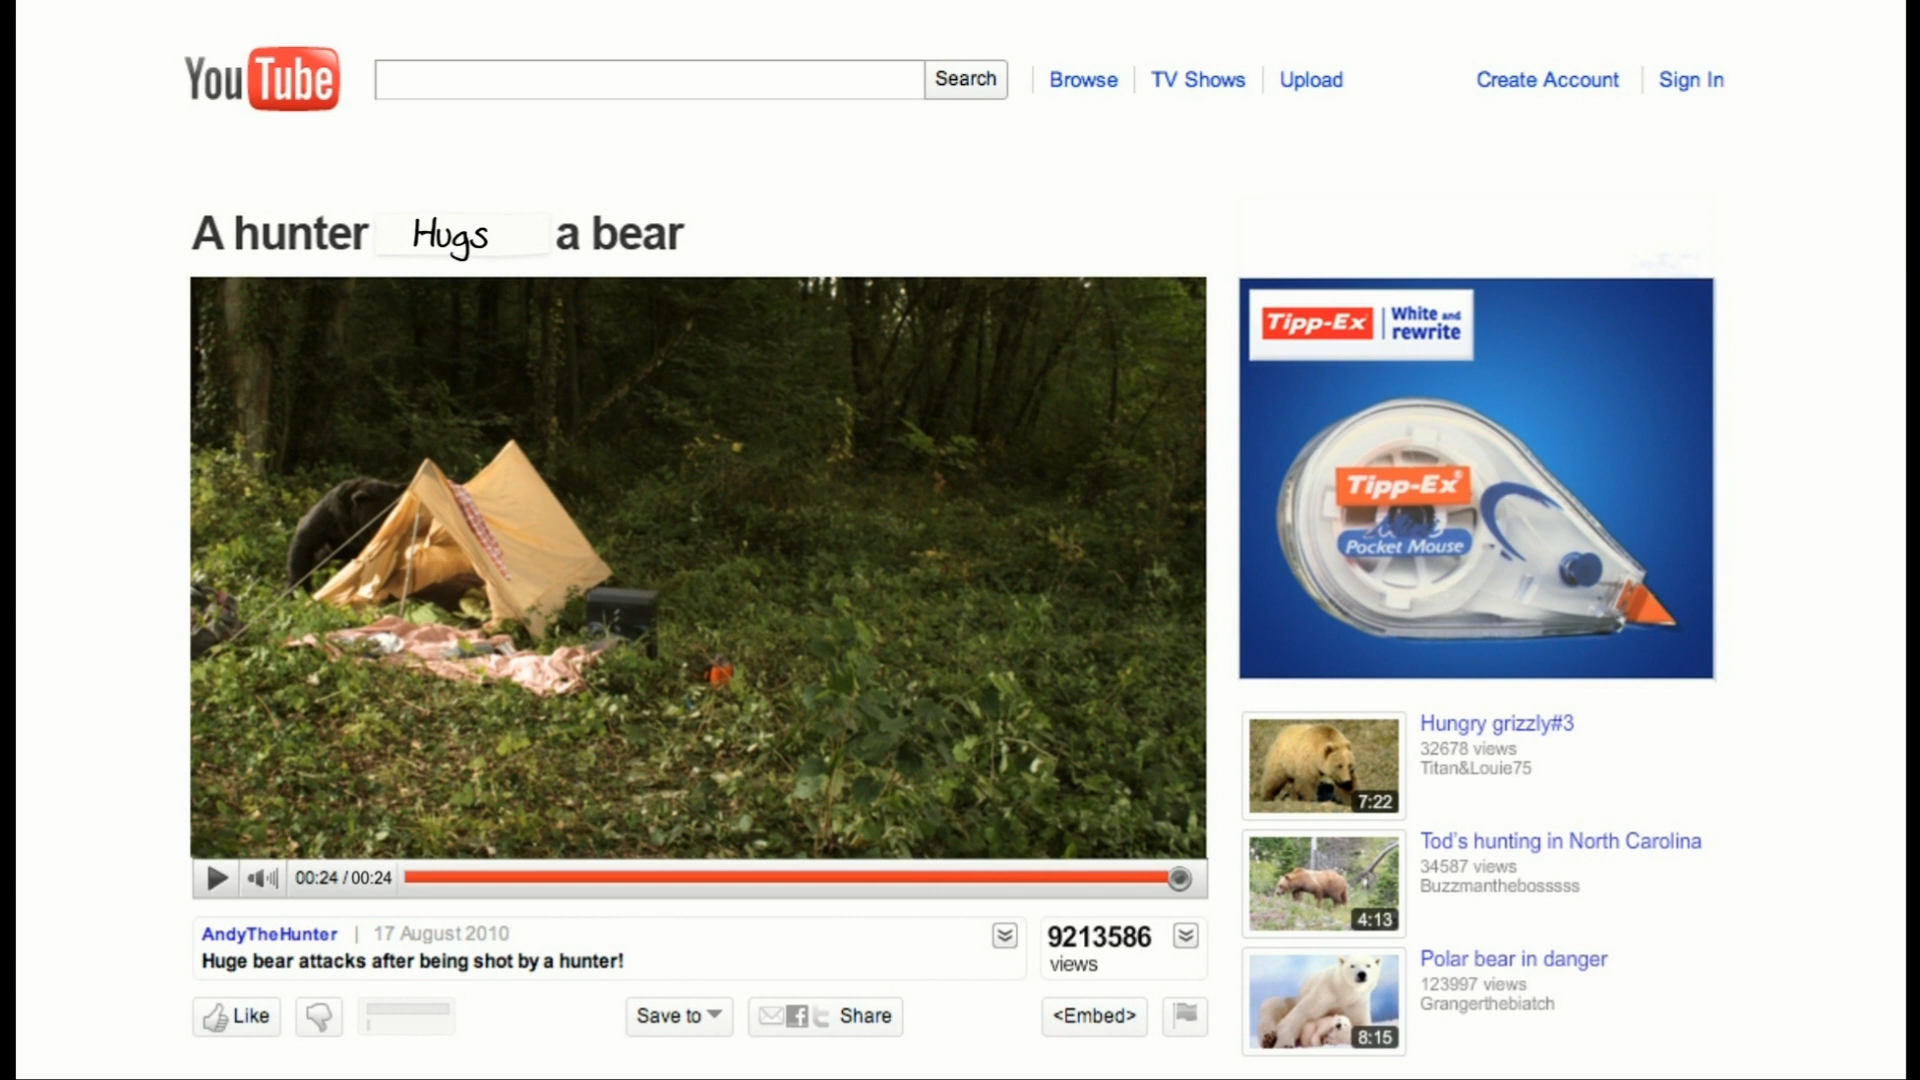 YouTube
Search
Browse
TV Shows
Upload
Create Account
Sign In
A hunter Hugs a bear
Tipp-Ex White and rewrite
Tipp-Ex
Mini
Pocket Mouse
00:24 / 00:24
AndyTheHunter | 17 August 2010
Huge bear attacks after being shot by a hunter!
9213586
views
Like
Save to
Share
<Embed>
Hungry grizzly#3
32678 views
Titan&Louie75
7:22
Tod's hunting in North Carolina
34587 views
Buzzmanthebosssss
4:13
Polar bear in danger
123997 views
Grangerthebiatch
8:15